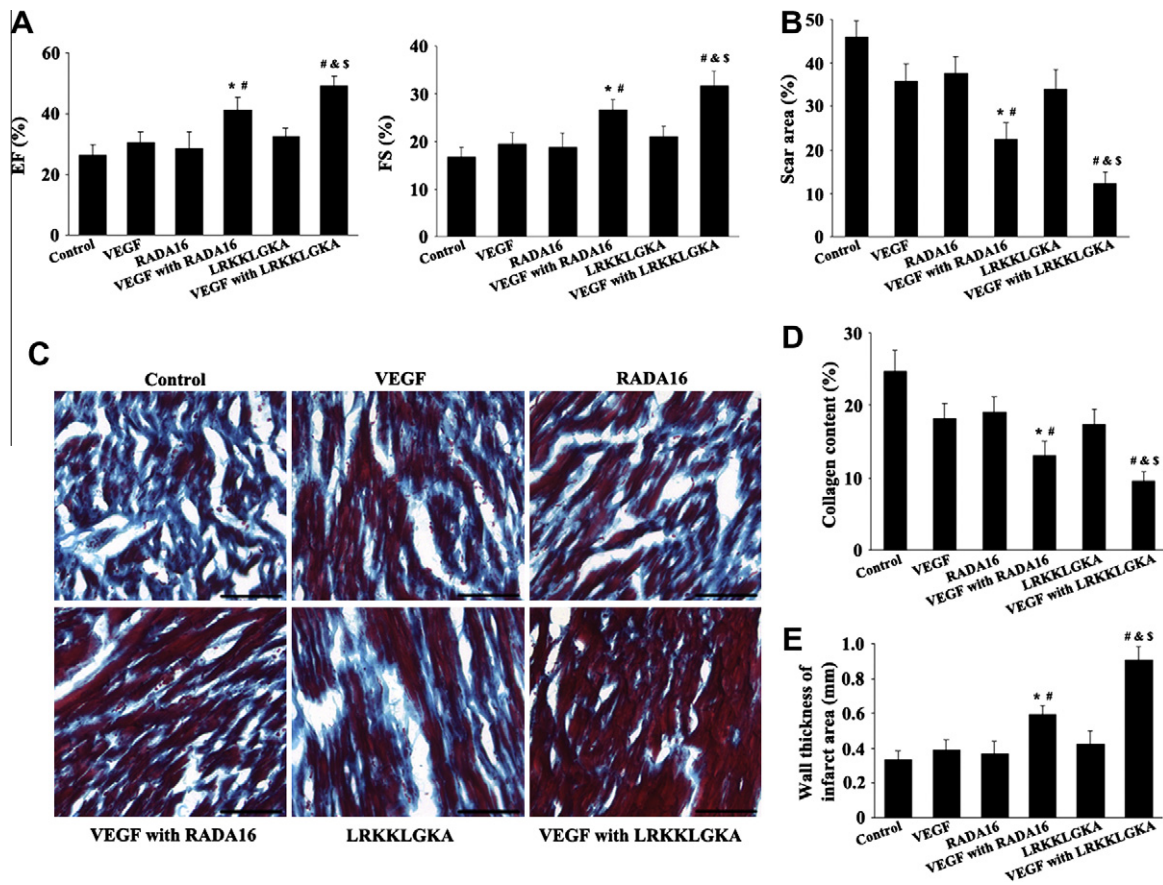 A
EF (%)
60
40
20
0
* #
# & $
Control
VEGF
RADA16
VEGF with RADA16
LRKKLGKA
VEGF with LRKKLGKA
FS (%)
40
30
20
10
0
* #
# & $
Control
VEGF
RADA16
VEGF with RADA16
LRKKLGKA
VEGF with LRKKLGKA
B
Scar area (%)
50
40
30
20
10
0
* #
# & $
Control
VEGF
RADA16
VEGF with RADA16
LRKKLGKA
VEGF with LRKKLGKA
C
Control
VEGF
RADA16
VEGF with RADA16
LRKKLGKA
VEGF with LRKKLGKA
D
Collagen content (%)
30
20
10
0
* #
# & $
Control
VEGF
RADA16
VEGF with RADA16
LRKKLGKA
VEGF with LRKKLGKA
E
Wall thickness of
infarct area (mm)
1.0
0.8
0.6
0.4
0.2
0
* #
# & $
Control
VEGF
RADA16
VEGF with RADA16
LRKKLGKA
VEGF with LRKKLGKA